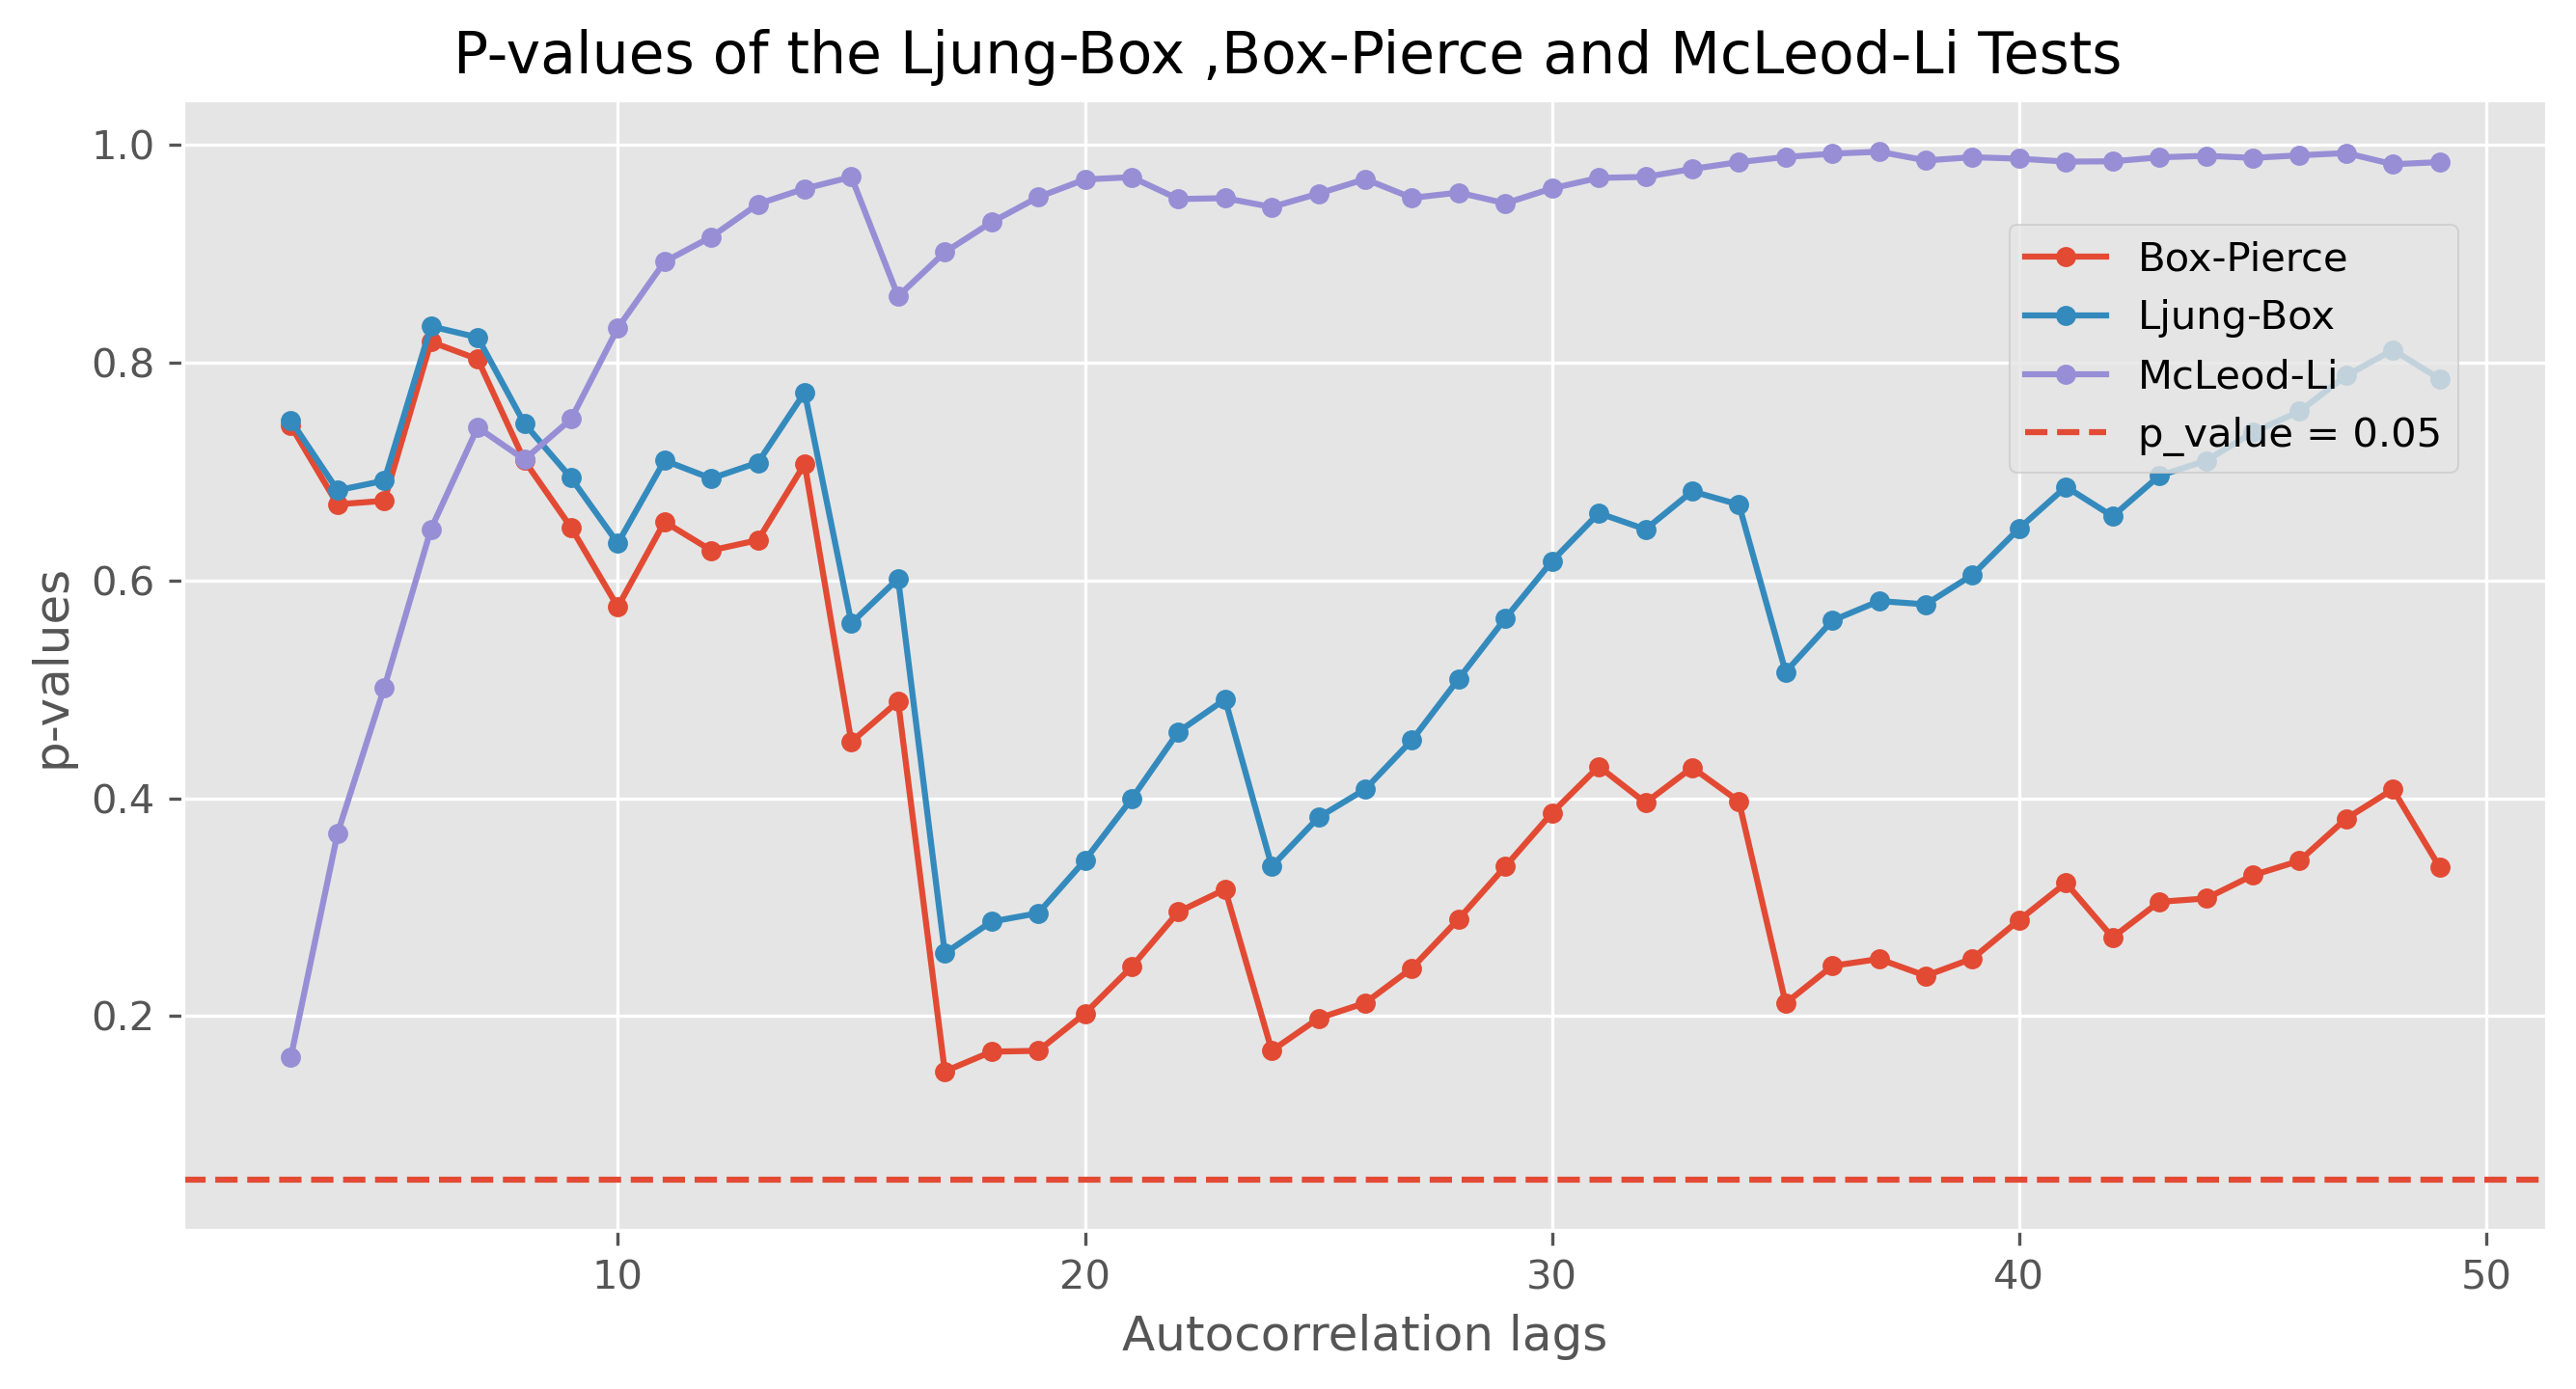 P-values of the Ljung-Box ,Box-Pierce and McLeod-Li Tests
p-values
1.0
0.8
0.6
0.4
0.2
Box-Pierce
Ljung-Box
McLeod-Li
p_value = 0.05
10 20 30 40 50
Autocorrelation lags